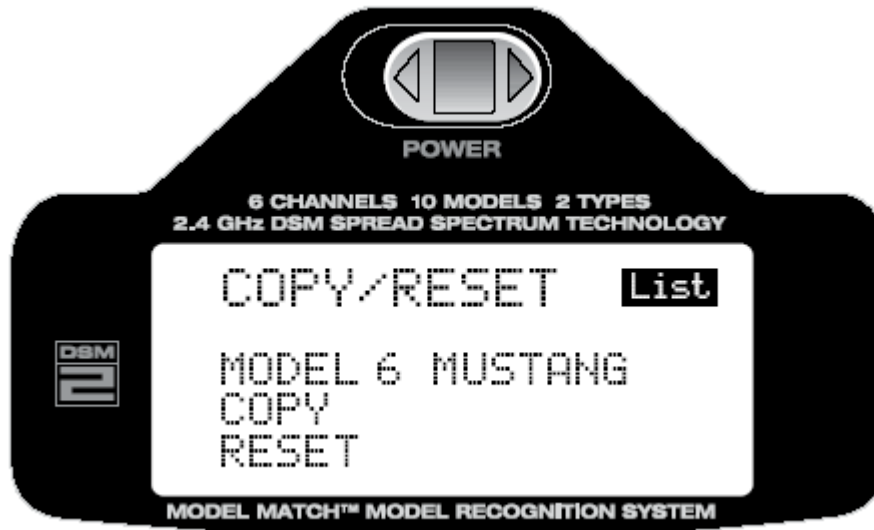 POWER
6 CHANNELS 10 MODELS 2 TYPES
2.4 GHz DSM SPREAD SPECTRUM TECHNOLOGY
COPY/RESET List
DSM
2
MODEL 6 MUSTANG
COPY
RESET
MODEL MATCH™ MODEL RECOGNITION SYSTEM